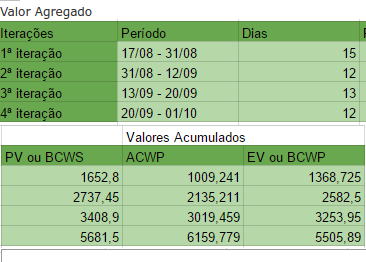 Valor Agregado
Iterações Período Dias
1ª iteração 17/08 - 31/08 15
2ª iteração 31/08 - 12/09 12
3ª iteração 13/09 - 20/09 13
4ª iteração 20/09 - 01/10 12
Valores Acumulados
PV ou BCWS ACWP EV ou BCWP
1652,8 1009,241 1368,725
2737,45 2135,211 2582,5
3408,9 3019,459 3253,95
5681,5 6159,779 5505,89